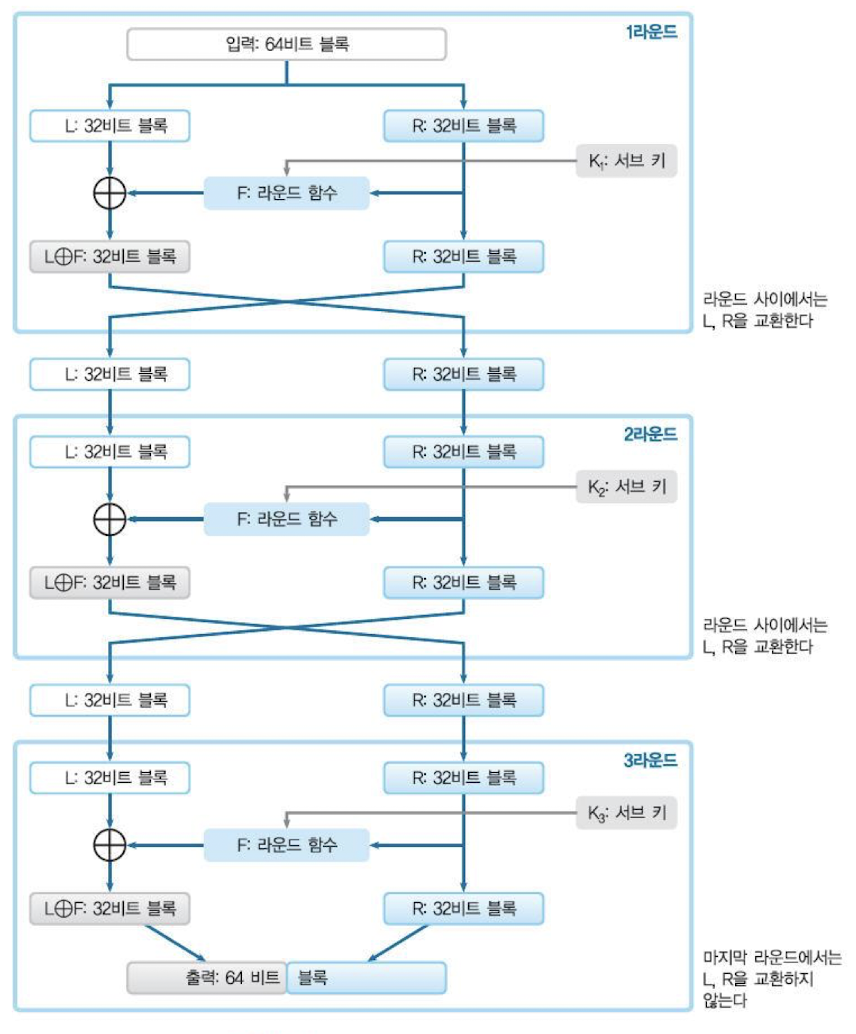 1라운드
입력: 64비트 블록
L: 32비트 블록
R: 32비트 블록
K₁: 서브 키
F: 라운드 함수
L⊕F: 32비트 블록
R: 32비트 블록
라운드 사이에서는
L, R을 교환한다
L: 32비트 블록
R: 32비트 블록
2라운드
L: 32비트 블록
R: 32비트 블록
K₂: 서브 키
F: 라운드 함수
L⊕F: 32비트 블록
R: 32비트 블록
라운드 사이에서는
L, R을 교환한다
L: 32비트 블록
R: 32비트 블록
3라운드
L: 32비트 블록
R: 32비트 블록
K₃: 서브 키
F: 라운드 함수
L⊕F: 32비트 블록
R: 32비트 블록
출력: 64 비트 블록
마지막 라운드에서는
L, R을 교환하지
않는다